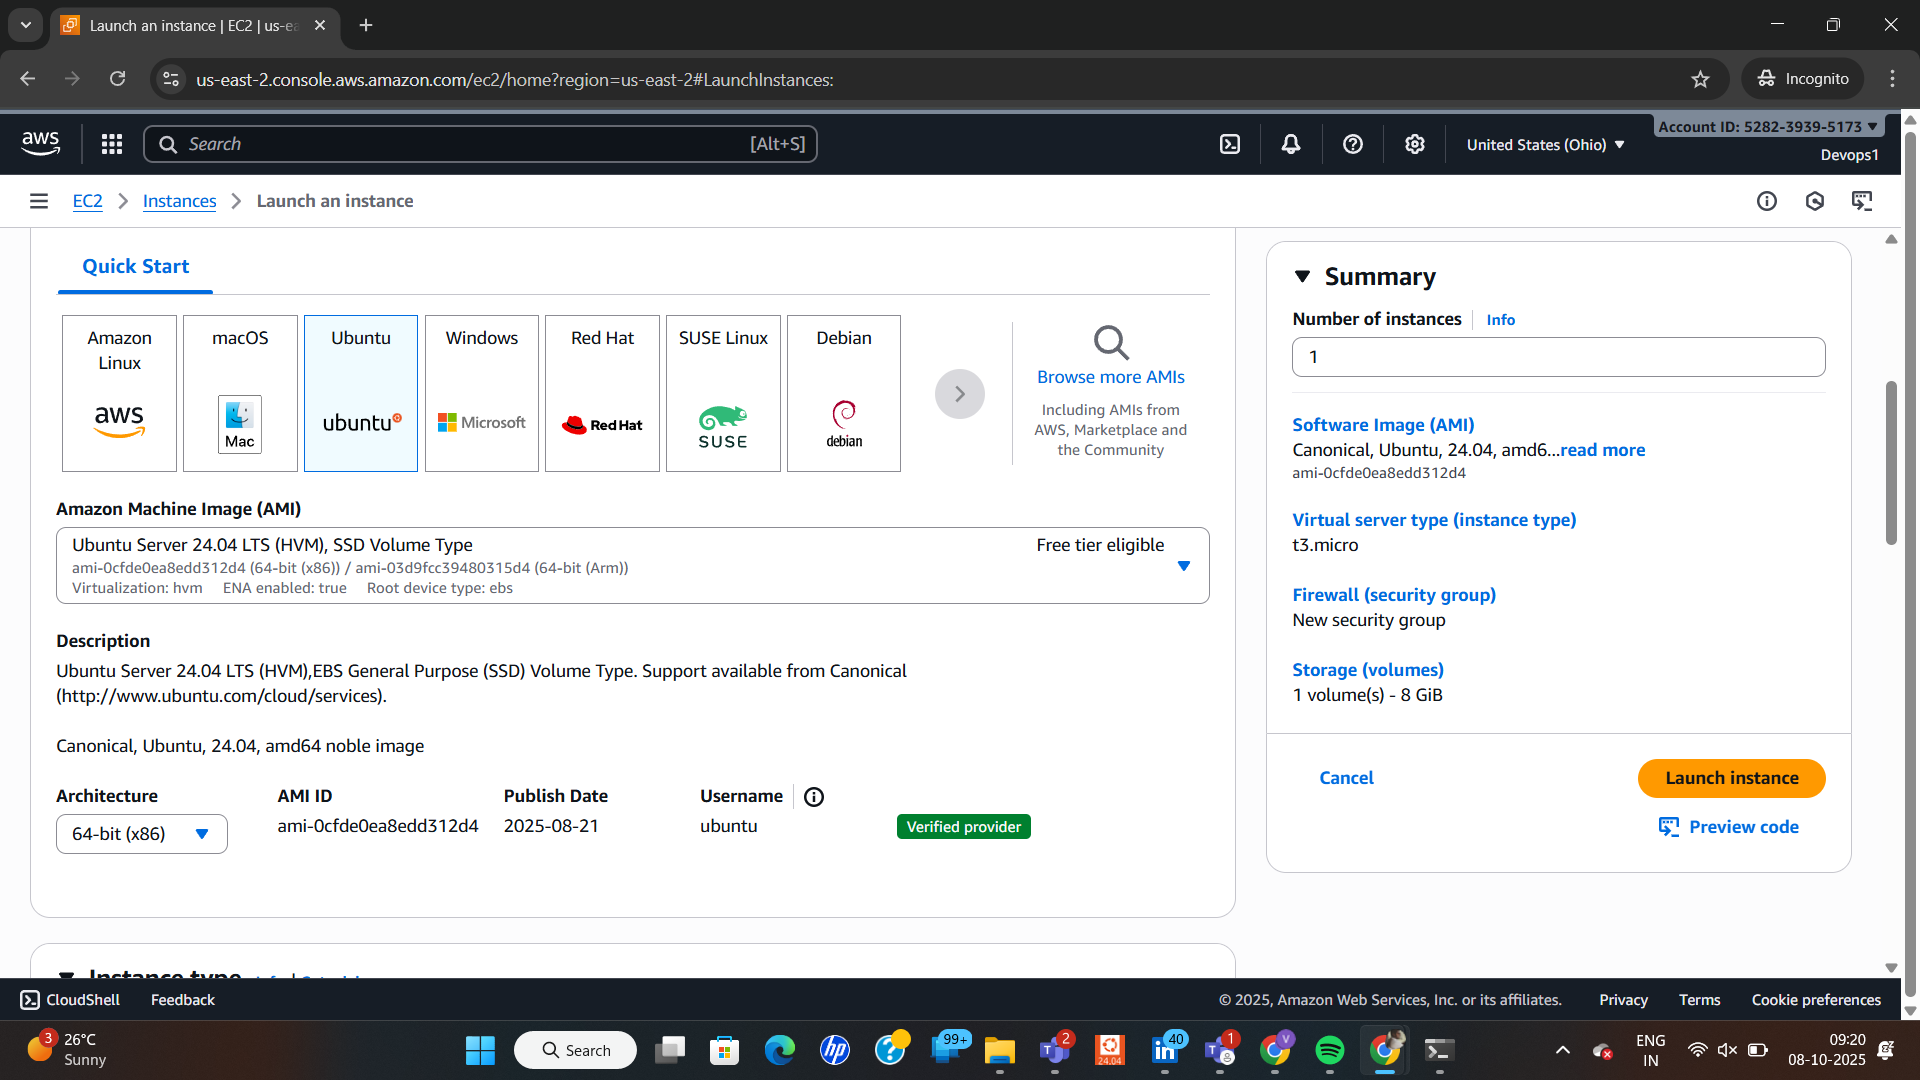 Launch an instance | EC2 | us-ea
us-east-2.console.aws.amazon.com/ec2/home?region=us-east-2#LaunchInstances:
Incognito
aws
Search
[Alt+S]
United States (Ohio)
Account ID: 5282-3939-5173
Devops1
EC2
Instances
Launch an instance
Quick Start
Amazon
Linux
aws
macOS
Mac
Ubuntu
ubuntu
Windows
Microsoft
Red Hat
Red Hat
SUSE Linux
SUSE
Debian
debian
Browse more AMIs
Including AMIs from
AWS, Marketplace and
the Community
Amazon Machine Image (AMI)
Ubuntu Server 24.04 LTS (HVM), SSD Volume Type
Free tier eligible
ami-0cfde0ea8edd312d4 (64-bit (x86)) / ami-03d9fcc39480315d4 (64-bit (Arm))
Virtualization: hvm ENA enabled: true Root device type: ebs
Description
Ubuntu Server 24.04 LTS (HVM),EBS General Purpose (SSD) Volume Type. Support available from Canonical
(http://www.ubuntu.com/cloud/services).
Canonical, Ubuntu, 24.04, amd64 noble image
Architecture
64-bit (x86)
AMI ID
ami-0cfde0ea8edd312d4
Publish Date
2025-08-21
Username
ubuntu
Verified provider
Summary
Number of instances
Info
1
Software Image (AMI)
Canonical, Ubuntu, 24.04, amd6...read more
ami-0cfde0ea8edd312d4
Virtual server type (instance type)
t3.micro
Firewall (security group)
New security group
Storage (volumes)
1 volume(s) - 8 GiB
Cancel
Launch instance
Preview code
Instance type
CloudShell
Feedback
© 2025, Amazon Web Services, Inc. or its affiliates.
Privacy
Terms
Cookie preferences
3
26°C
Sunny
Search
hp
99+
2
24.04
40
1
V
ENG
IN
09:20
08-10-2025